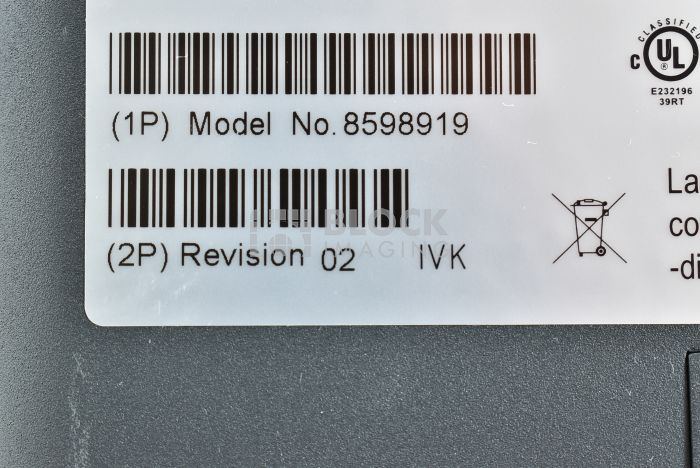 CLASSIFIED
C UL ®
E232196
39RT
(1P) Model No. 8598919
(2P) Revision 02 IVK
La
co
-di
BLOCK
IMAGING